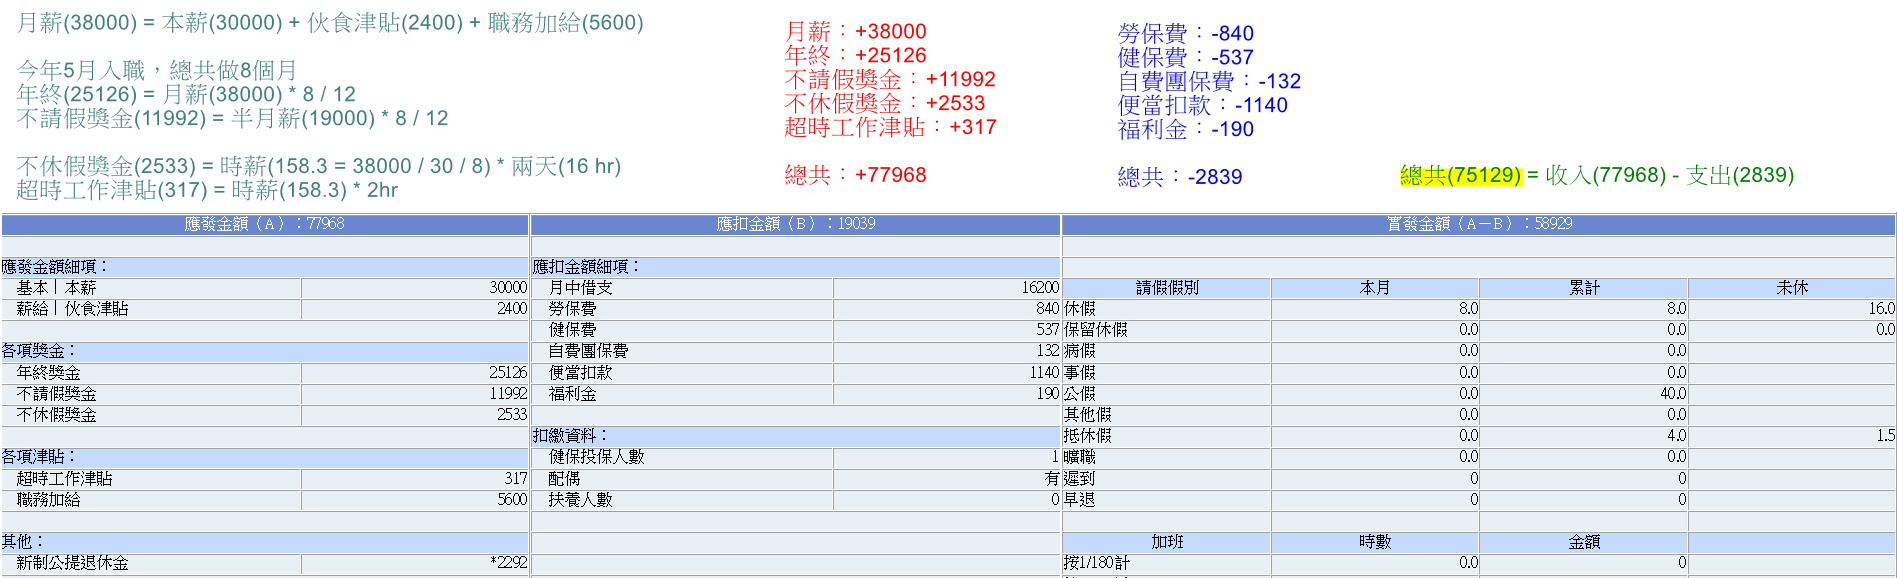 月薪(38000) = 本薪(30000) + 伙食津貼(2400) + 職務加給(5600)
今年5月入職，總共做8個月
年終(25126) = 月薪(38000) * 8 / 12
不請假獎金(11992) = 半月薪(19000) * 8 / 12
不休假獎金(2533) = 時薪(158.3 = 38000 / 30 / 8) * 兩天(16 hr)
超時工作津貼(317) = 時薪(158.3) * 2hr
月薪：+38000
年終：+25126
不請假獎金：+11992
不休假獎金：+2533
超時工作津貼：+317
總共：+77968
勞保費：-840
健保費：-537
自費團保費：-132
便當扣款：-1140
福利金：-190
總共：-2839
總共(75129) = 收入(77968) - 支出(2839)
應發金額（A）：77968
應發金額細項：
基本｜本薪 30000
薪給｜伙食津貼 2400
各項獎金：
年終獎金 25126
不請假獎金 11992
不休假獎金 2533
各項津貼：
超時工作津貼 317
職務加給 5600
其他：
新制公提退休金 *2292
應扣金額（B）：19039
應扣金額細項：
月中借支 16200
勞保費 840
健保費 537
自費團保費 132
便當扣款 1140
福利金 190
扣繳資料：
健保投保人數 1
配偶 有
扶養人數 0
實發金額（A－B）：58929
請假假別 本月 累計 未休
休假 8.0 8.0 16.0
保留休假 0.0 0.0 0.0
病假 0.0 0.0
事假 0.0 0.0
公假 0.0 40.0
其他假 0.0 0.0
抵休假 0.0 4.0 1.5
曠職 0.0 0.0
遲到 0 0
早退 0 0
加班 時數 金額
按1/180計 0.0 0